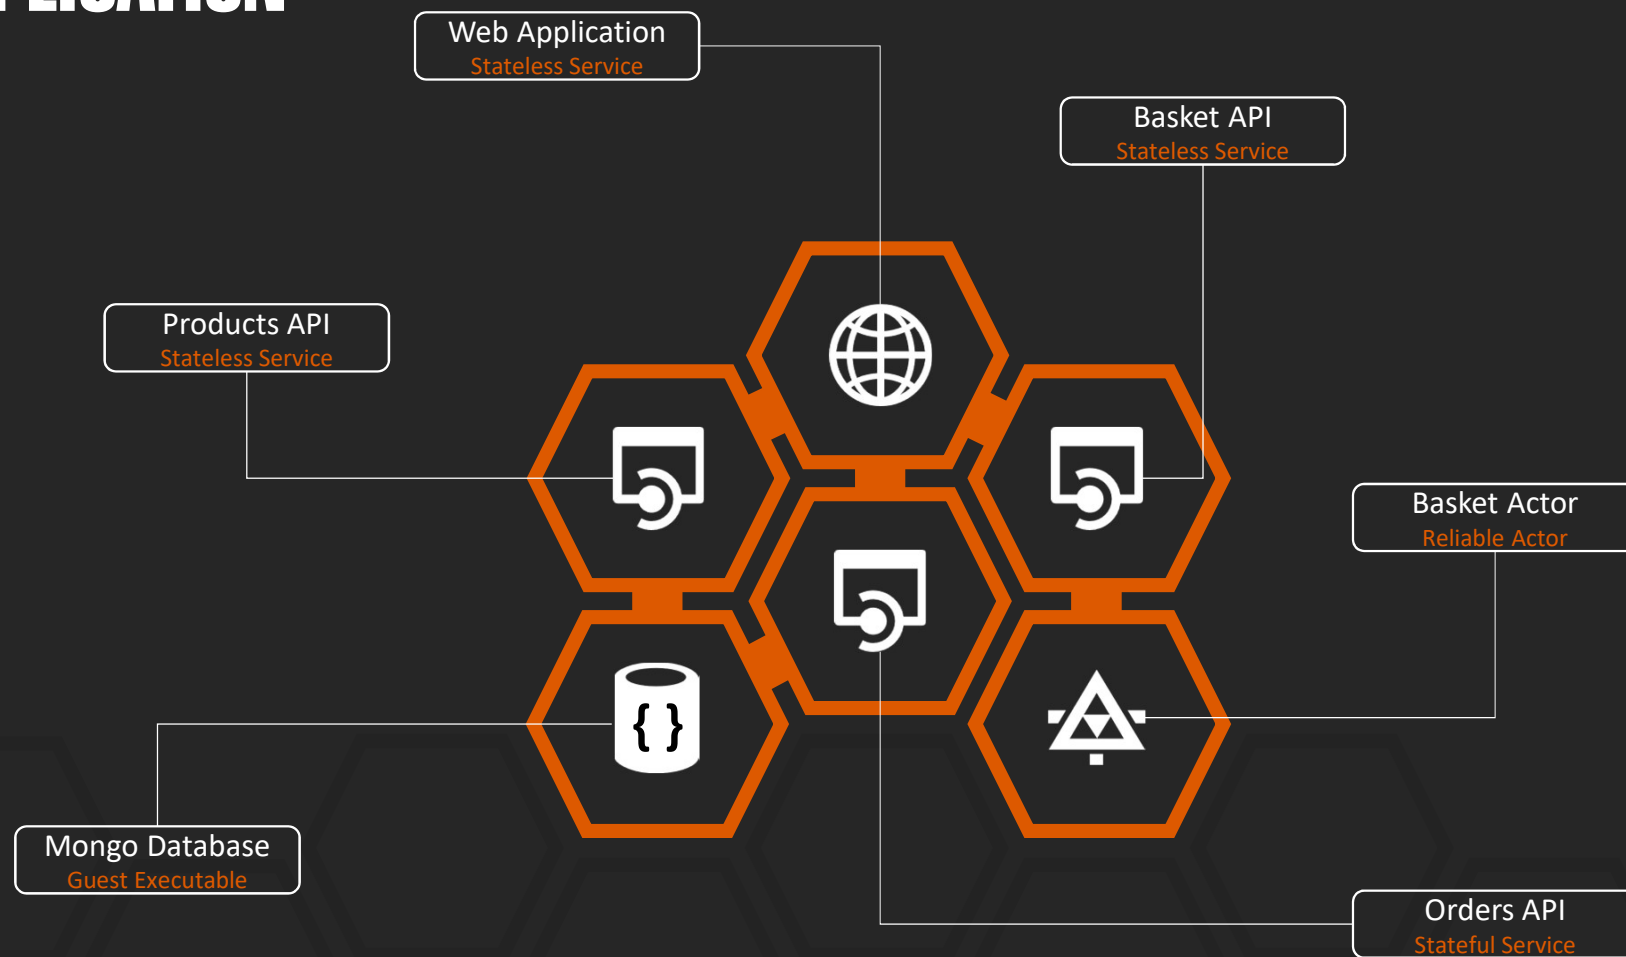 Web Application
Stateless Service
Basket API
Stateless Service
Products API
Stateless Service
Basket Actor
Reliable Actor
{ }
Mongo Database
Guest Executable
Orders API
Stateful Service